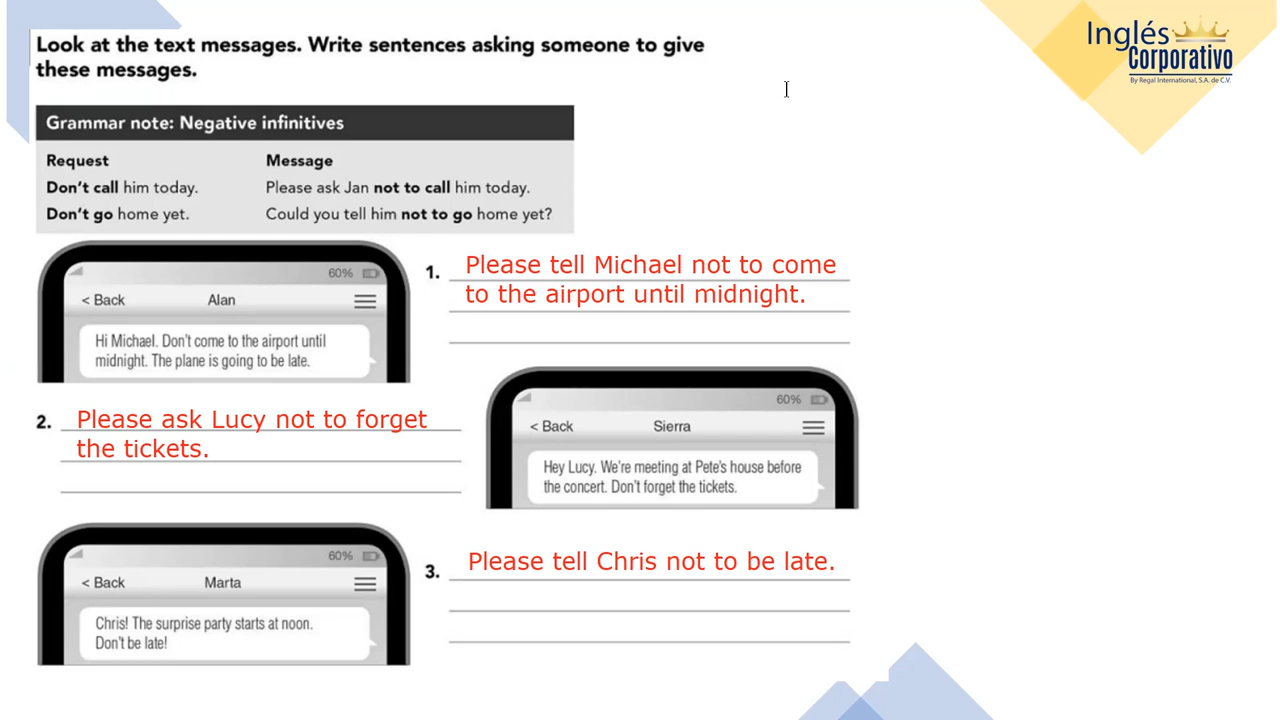 Inglés
Corporativo
By Regal International, S.A. de C.V.
Look at the text messages. Write sentences asking someone to give
these messages.
Grammar note: Negative infinitives
Request Message
Don't call him today. Please ask Jan not to call him today.
Don't go home yet. Could you tell him not to go home yet?
60%
< Back Alan
Hi Michael. Don't come to the airport until
midnight. The plane is going to be late.
1. Please tell Michael not to come
to the airport until midnight.
2. Please ask Lucy not to forget
the tickets.
60%
< Back Sierra
Hey Lucy. We're meeting at Pete's house before
the concert. Don't forget the tickets.
60%
< Back Marta
Chris! The surprise party starts at noon.
Don't be late!
3. Please tell Chris not to be late.